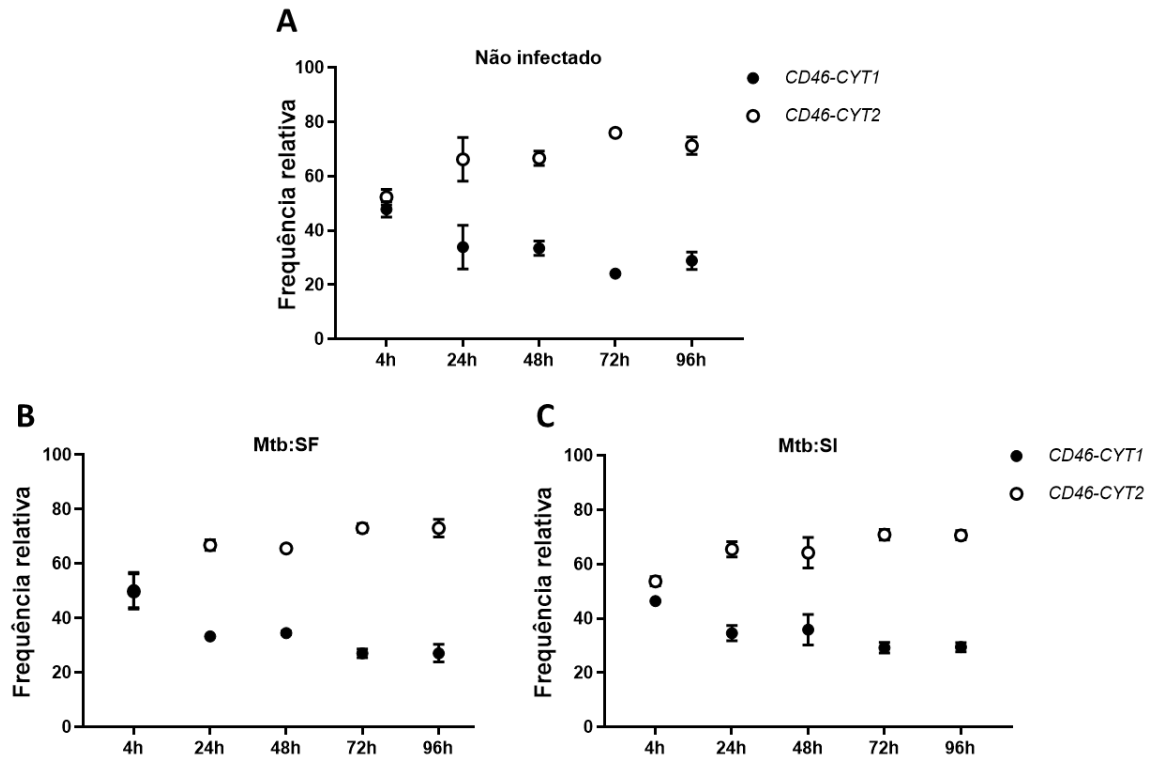 A
Não infectado
CD46-CYT1
CD46-CYT2
Frequência relativa
100
80
60
40
20
0
4h 24h 48h 72h 96h
B
Mtb:SF
Frequência relativa
100
80
60
40
20
0
4h 24h 48h 72h 96h
C
Mtb:SI
CD46-CYT1
CD46-CYT2
Frequência relativa
100
80
60
40
20
0
4h 24h 48h 72h 96h